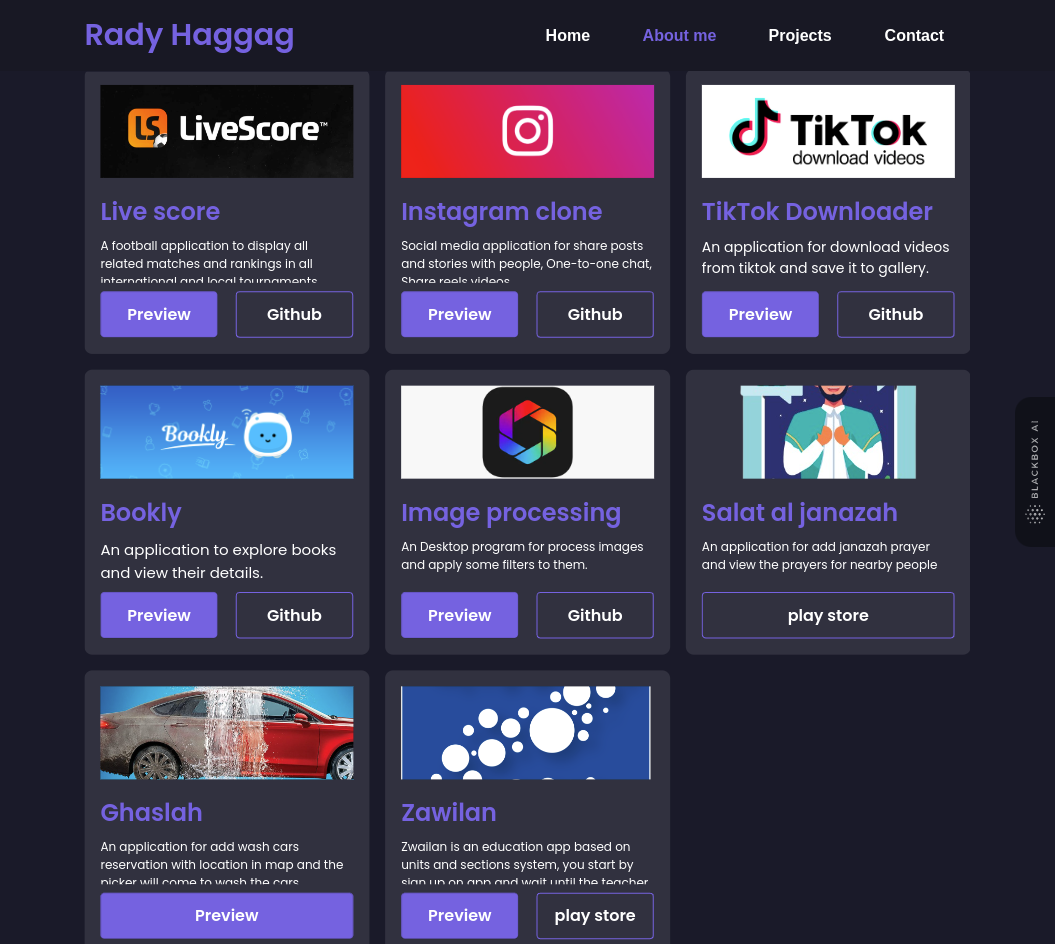 Rady Haggag
Home
About me
Projects
Contact
LS LiveScore™
TikTok
download videos
Live score
Instagram clone
TikTok Downloader
A football application to display all
related matches and rankings in all
international and local tournaments
Social media application for share posts
and stories with people, One-to-one chat,
Share reels videos
An application for download videos
from tiktok and save it to gallery.
Preview
Github
Preview
Github
Preview
Github
Bookly
Bookly
Image processing
Salat al janazah
An application to explore books
and view their details.
An Desktop program for process images
and apply some filters to them.
An application for add janazah prayer
and view the prayers for nearby people
Preview
Github
Preview
Github
play store
BLACKBOX AI
Ghaslah
Zawilan
An application for add wash cars
reservation with location in map and the
picker will come to wash the cars
Zwailan is an education app based on
units and sections system, you start by
sign up on app and wait until the teacher
Preview
Preview
play store